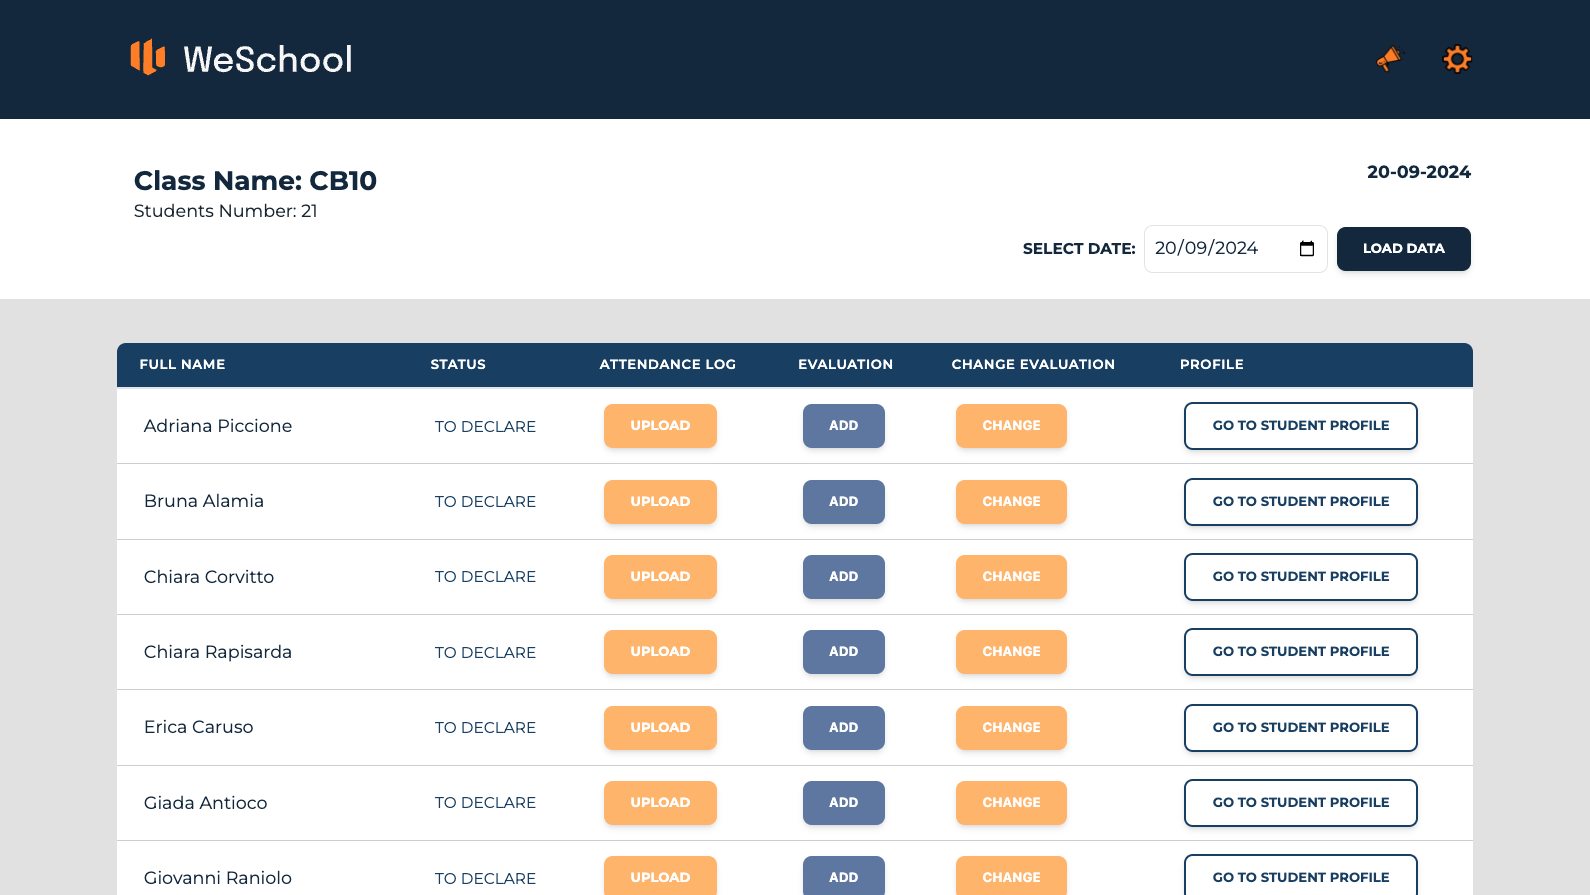 WeSchool
Class Name: CB10
Students Number: 21
20-09-2024
SELECT DATE: 20/09/2024 LOAD DATA
FULL NAME STATUS ATTENDANCE LOG EVALUATION CHANGE EVALUATION PROFILE
Adriana Piccione TO DECLARE UPLOAD ADD CHANGE GO TO STUDENT PROFILE
Bruna Alamia TO DECLARE UPLOAD ADD CHANGE GO TO STUDENT PROFILE
Chiara Corvitto TO DECLARE UPLOAD ADD CHANGE GO TO STUDENT PROFILE
Chiara Rapisarda TO DECLARE UPLOAD ADD CHANGE GO TO STUDENT PROFILE
Erica Caruso TO DECLARE UPLOAD ADD CHANGE GO TO STUDENT PROFILE
Giada Antioco TO DECLARE UPLOAD ADD CHANGE GO TO STUDENT PROFILE
Giovanni Raniolo TO DECLARE UPLOAD ADD CHANGE GO TO STUDENT PROFILE